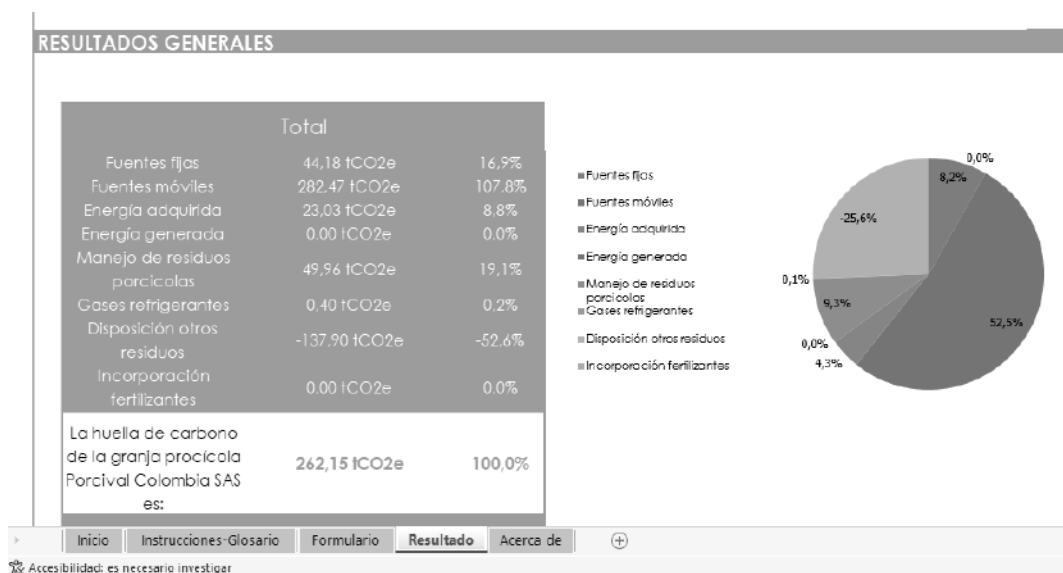 RESULTADOS GENERALES
Total
Fuentes fijas 44,18 tCO2e 16,9%
Fuentes móviles 282,47 tCO2e 107,8%
Energía adquirida 23,03 tCO2e 8,8%
Energía generada 0,00 tCO2e 0,0%
Manejo de residuos
porcicolas 49,96 tCO2e 19,1%
Gases refrigerantes 0,40 tCO2e 0,2%
Disposición otros
residuos -137,90 tCO2e -52,6%
Incorporación
fertilizantes 0,00 tCO2e 0,0%
La huella de carbono
de la granja procícola
Porcival Colombia SAS
es:
262,15 tCO2e 100,0%
Fuentes fijas
Fuentes móviles
Energía adquirida
Energía generada
Manejo de residuos
porcicolas
Gases refrigerantes
Disposición otros residuos
Incorporación fertilizantes
0,0%
8,2%
-25,6%
0,1%
9,3%
52,5%
0,0%
4,3%
Inicio Instrucciones-Glosario Formulario Resultado Acerca de
Accesibilidad: es necesario investigar